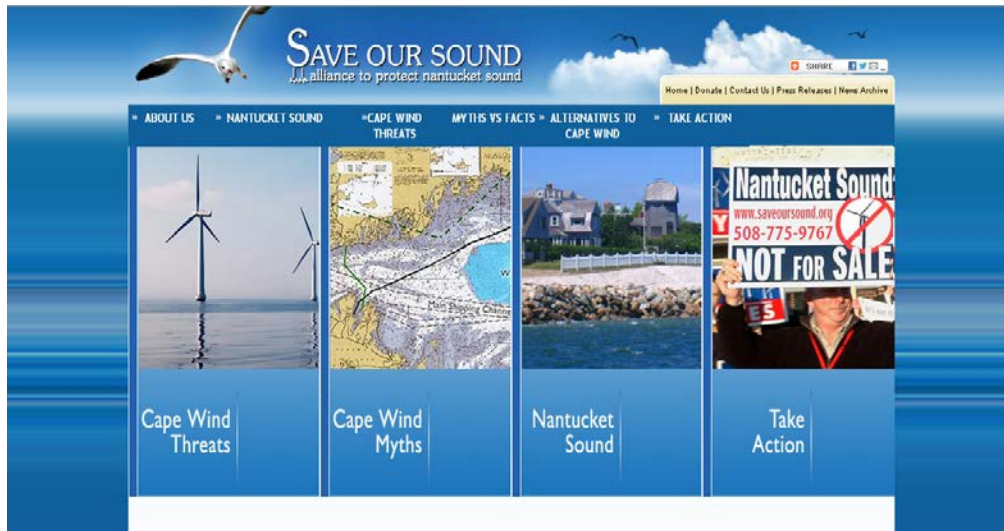 SAVE OUR SOUND
alliance to protect nantucket sound
SHARE
Home | Donate | Contact Us | Press Releases | News Archive
» ABOUT US » NANTUCKET SOUND »CAPE WIND THREATS MYTHS VS FACTS » ALTERNATIVES TO CAPE WIND » TAKE ACTION
Main Shipping Channel
W
Nantucket Sound
www.saveoursound.org
508-775-9767
NOT FOR SALE
ES
Cape Wind
Threats
Cape Wind
Myths
Nantucket
Sound
Take
Action